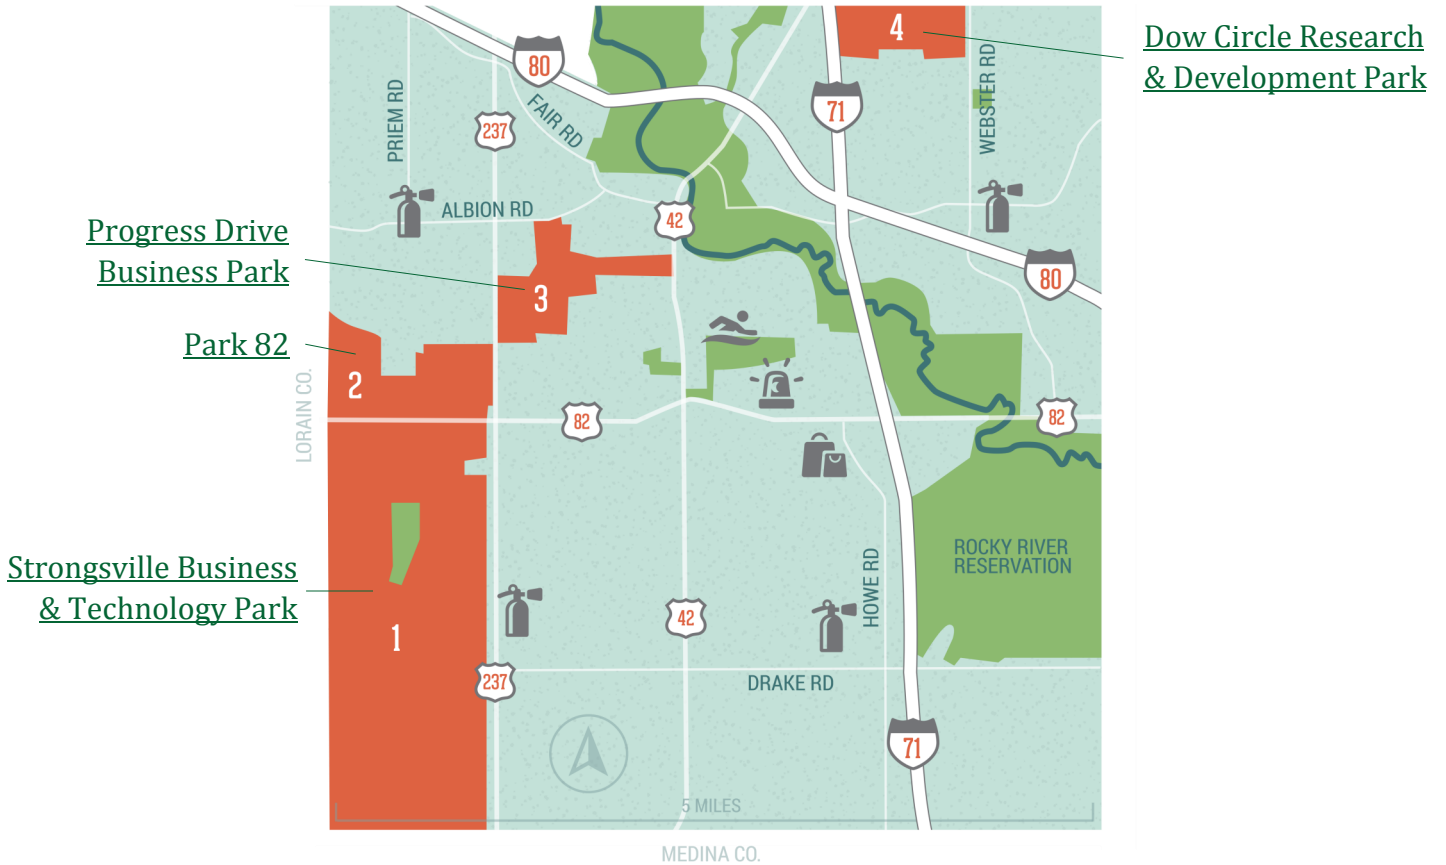 4
Dow Circle Research
& Development Park
80
71
PRIEM RD
237
FAIR RD
WEBSTER RD
ALBION RD
42
Progress Drive
Business Park
80
3
Park 82
2
LORAIN CO.
82
82
ROCKY RIVER
RESERVATION
Strongsville Business
& Technology Park
HOWE RD
1
42
237
DRAKE RD
71
5 MILES
MEDINA CO.